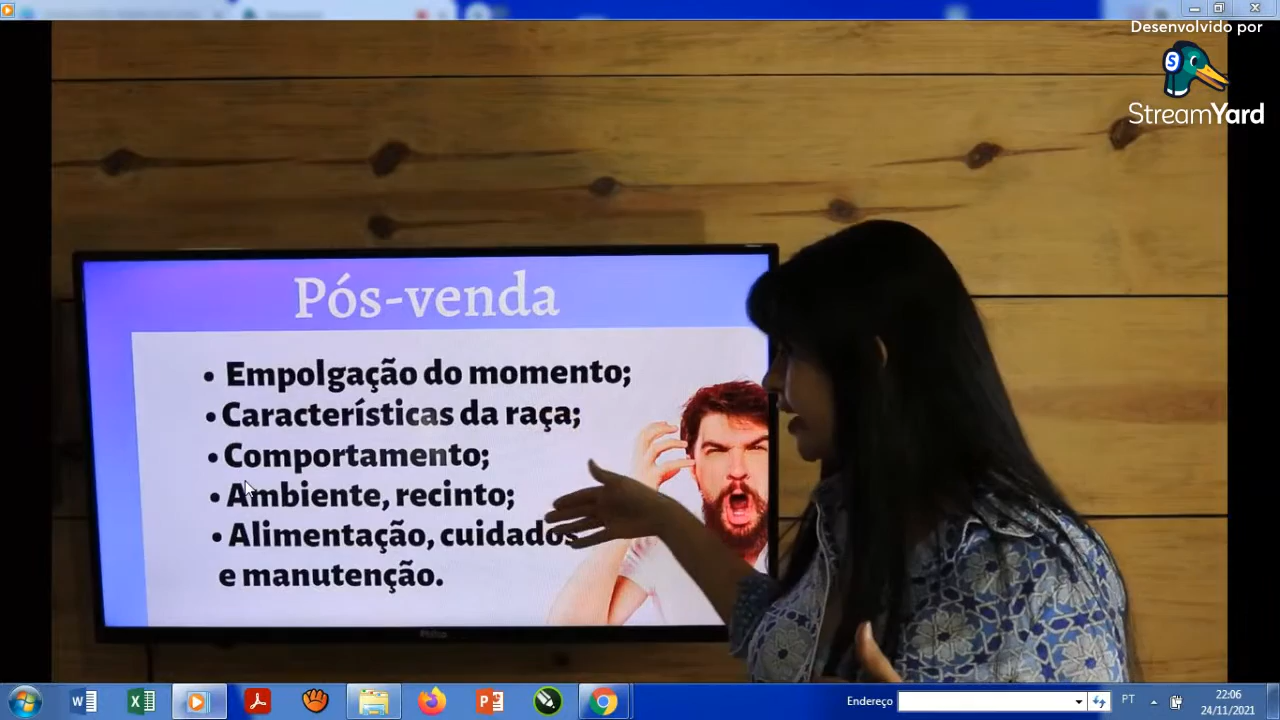 Desenvolvido por
StreamYard
Pós-venda
• Empolgação do momento;
• Características da raça;
• Comportamento;
• Ambiente, recinto;
• Alimentação, cuidados
e manutenção.
Philco
Endereço
PT
22:06
24/11/2021